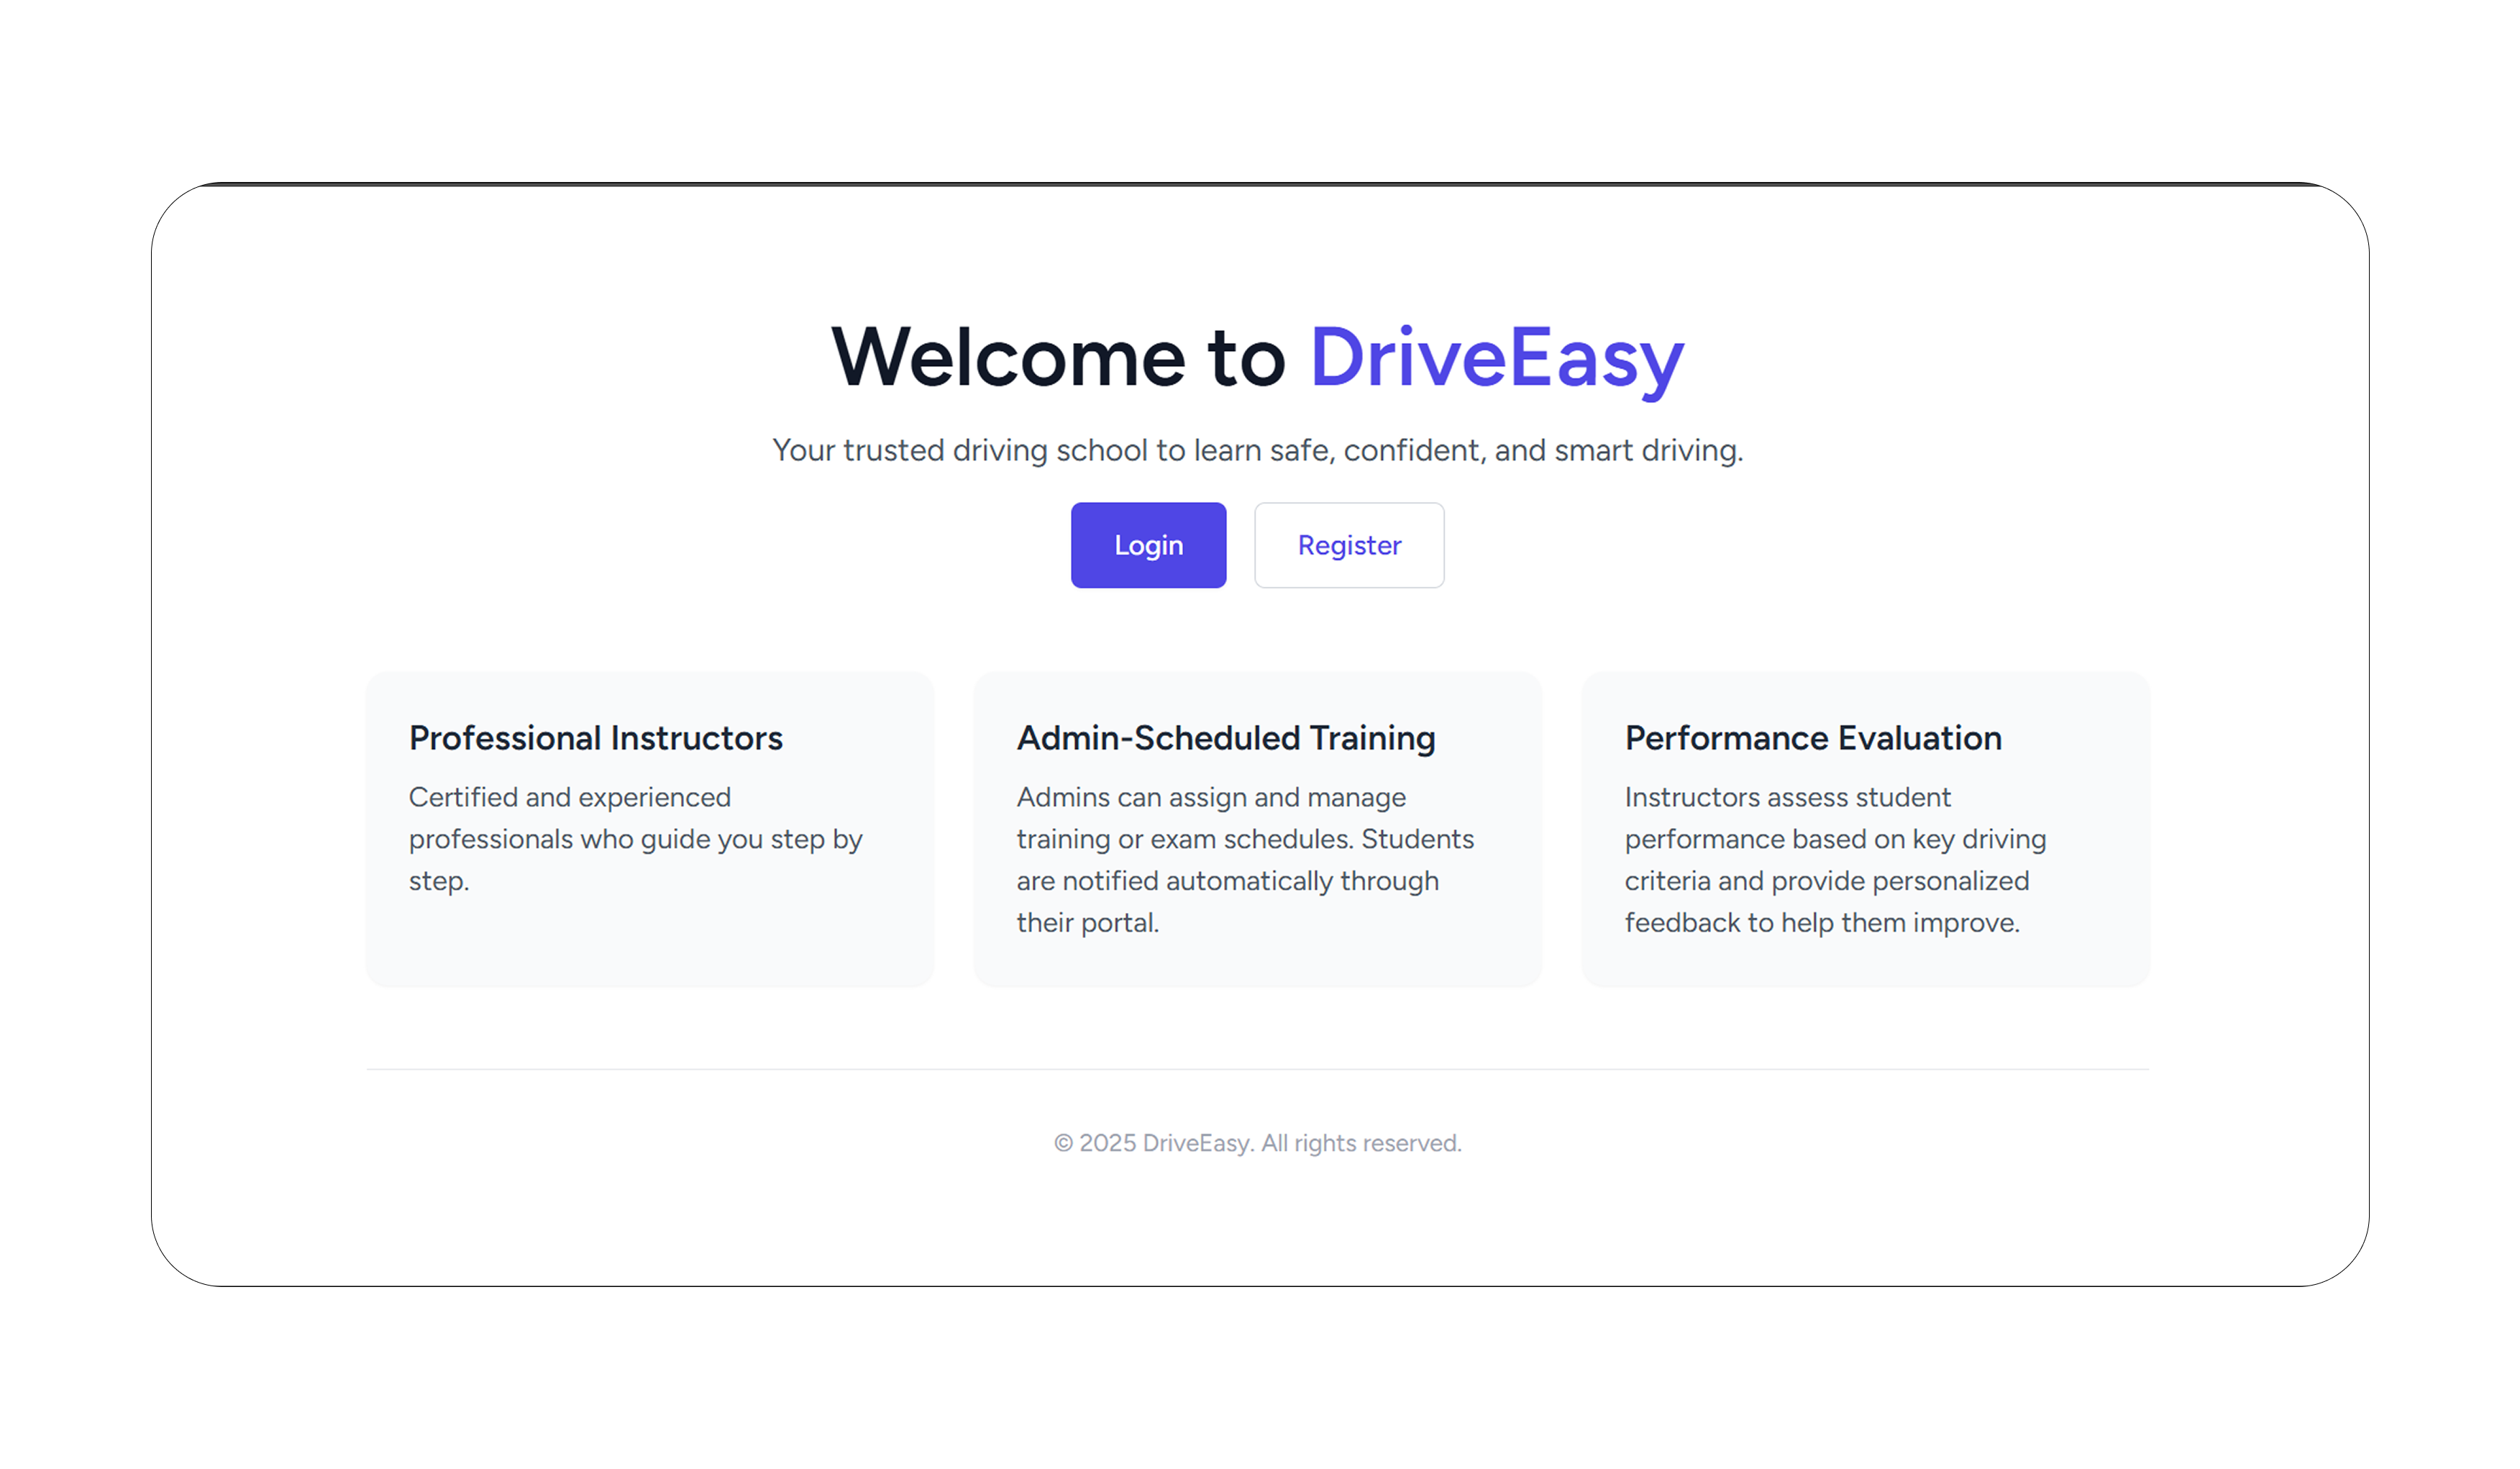 Welcome to DriveEasy
Your trusted driving school to learn safe, confident, and smart driving.
Login
Register
Professional Instructors
Certified and experienced
professionals who guide you step by
step.
Admin-Scheduled Training
Admins can assign and manage
training or exam schedules. Students
are notified automatically through
their portal.
Performance Evaluation
Instructors assess student
performance based on key driving
criteria and provide personalized
feedback to help them improve.
© 2025 DriveEasy. All rights reserved.